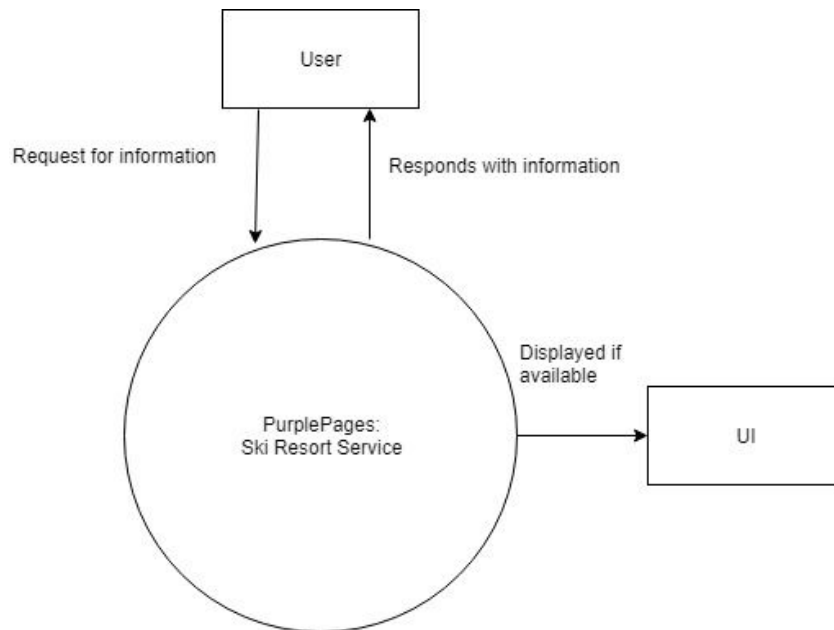 User
Request for information
Responds with information
Displayed if
available
PurplePages:
Ski Resort Service
UI